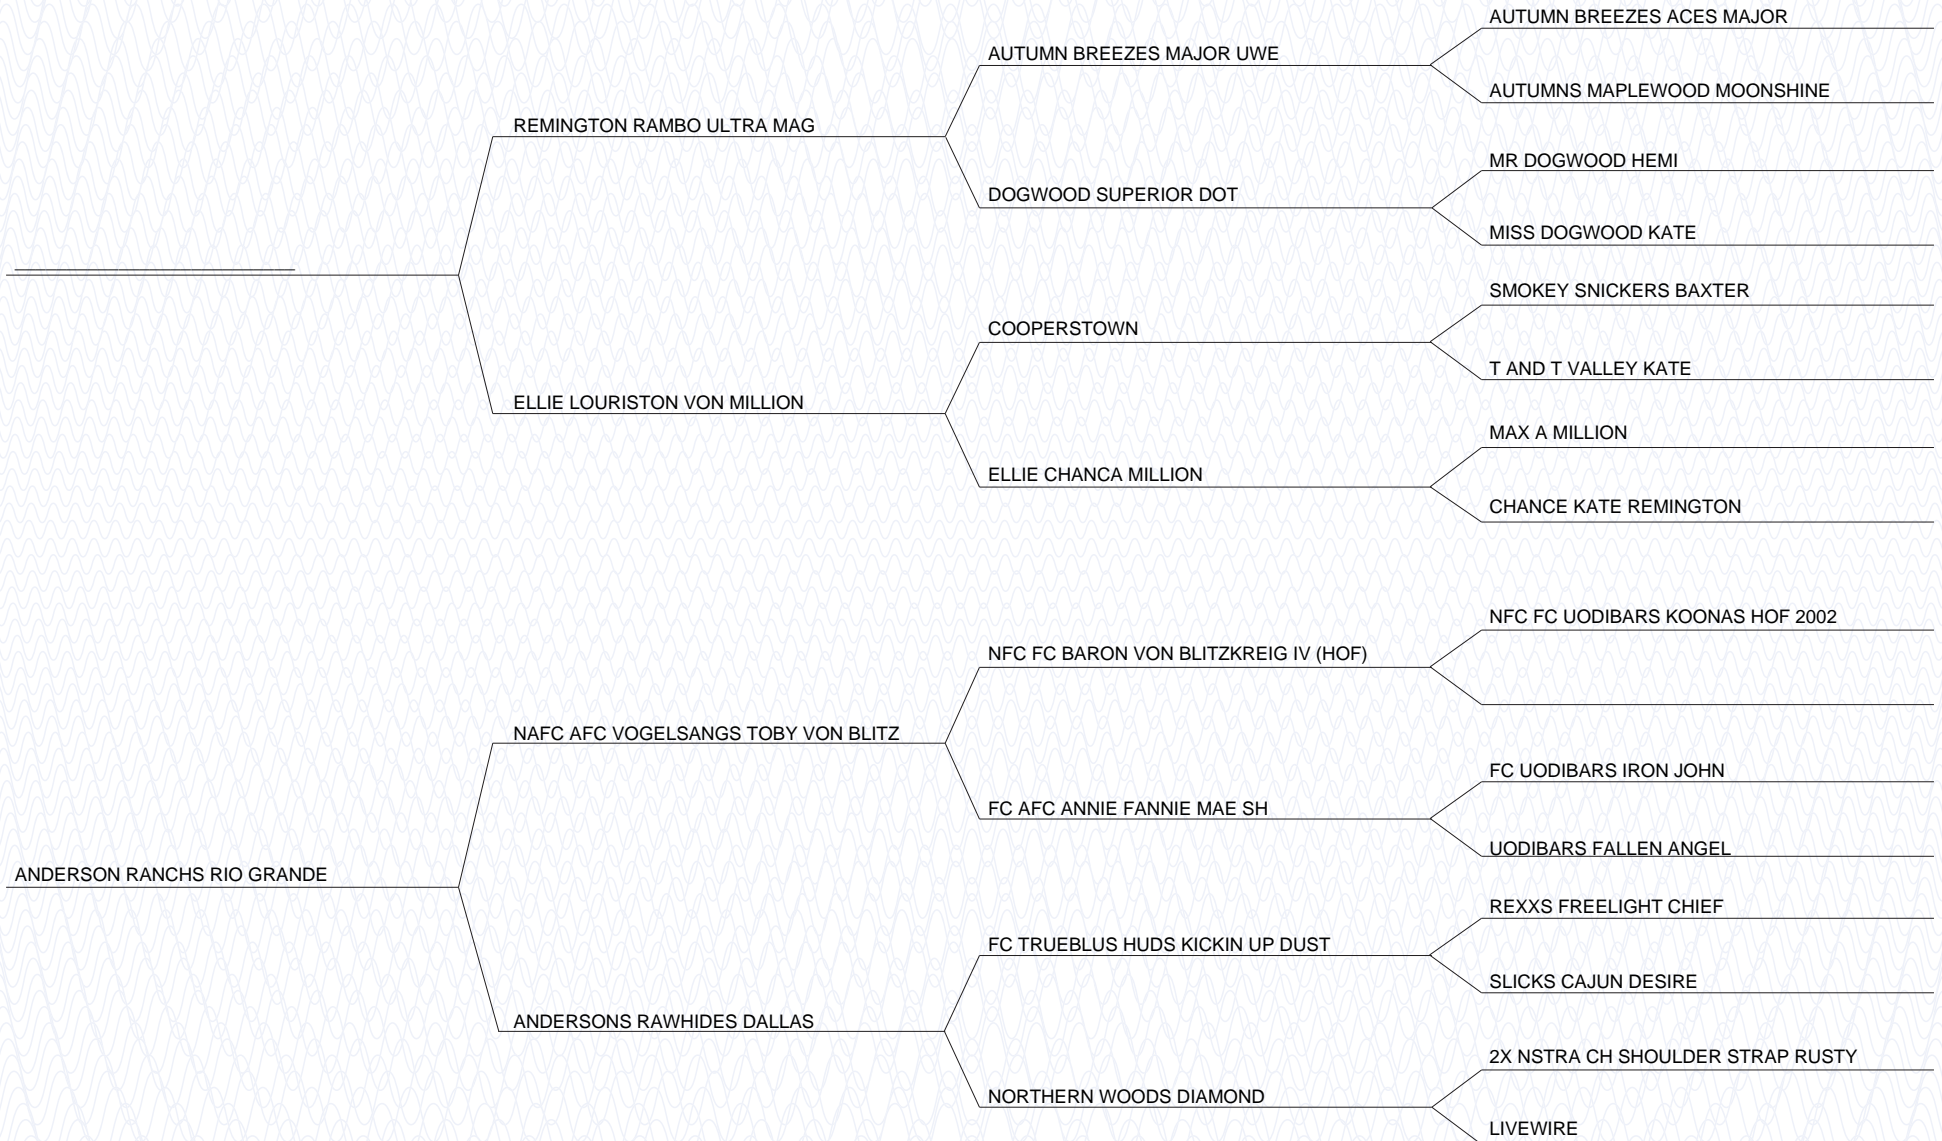 AUTUMN BREEZES ACES MAJOR
AUTUMN BREEZES MAJOR UWE
AUTUMNS MAPLEWOOD MOONSHINE
REMINGTON RAMBO ULTRA MAG
MR DOGWOOD HEMI
DOGWOOD SUPERIOR DOT
MISS DOGWOOD KATE
SMOKEY SNICKERS BAXTER
COOPERSTOWN
T AND T VALLEY KATE
ELLIE LOURISTON VON MILLION
MAX A MILLION
ELLIE CHANCA MILLION
CHANCE KATE REMINGTON
NFC FC UODIBARS KOONAS HOF 2002
NFC FC BARON VON BLITZKREIG IV (HOF)
NAFC AFC VOGELSANGS TOBY VON BLITZ
FC UODIBARS IRON JOHN
FC AFC ANNIE FANNIE MAE SH
UODIBARS FALLEN ANGEL
ANDERSON RANCHS RIO GRANDE
REXXS FREELIGHT CHIEF
FC TRUEBLUS HUDS KICKIN UP DUST
SLICKS CAJUN DESIRE
ANDERSONS RAWHIDES DALLAS
2X NSTRA CH SHOULDER STRAP RUSTY
NORTHERN WOODS DIAMOND
LIVEWIRE